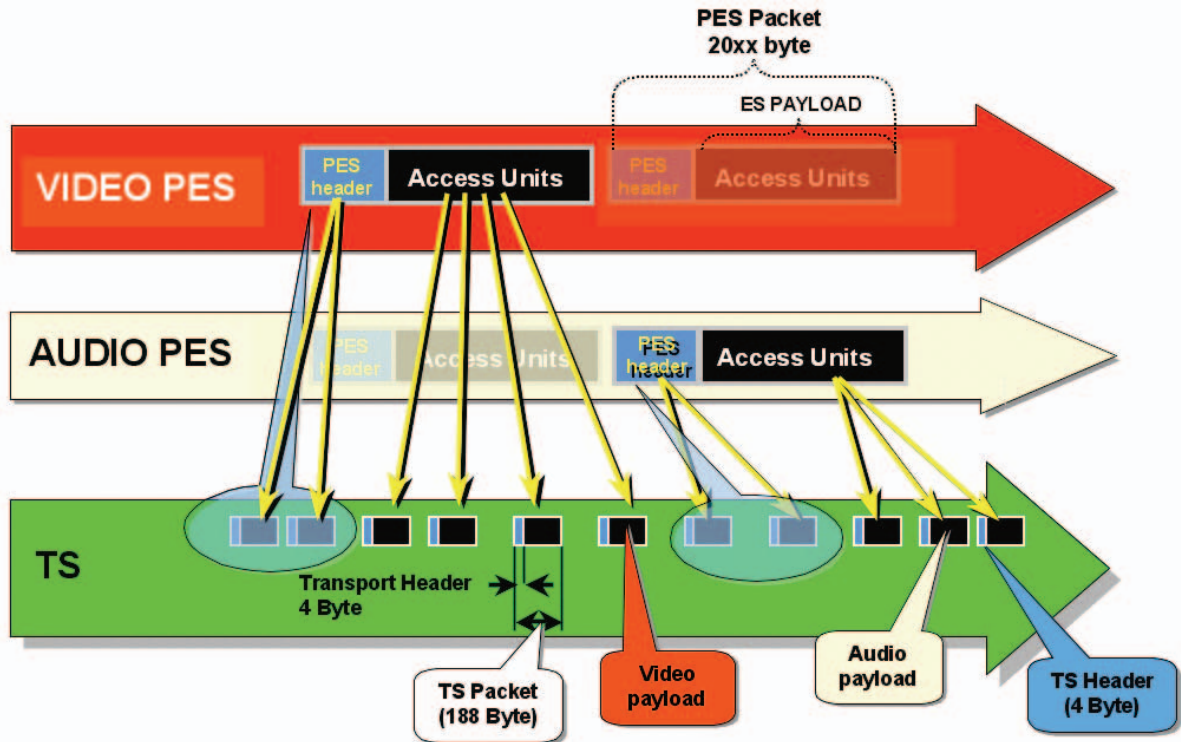 PES Packet
20xx byte
ES PAYLOAD
VIDEO PES
PES
header
Access Units
PES
header
Access Units
AUDIO PES
PES
header
Access Units
PES
header
header
Access Units
TS
Transport Header
4 Byte
TS Packet
(188 Byte)
Video
payload
Audio
payload
TS Header
(4 Byte)